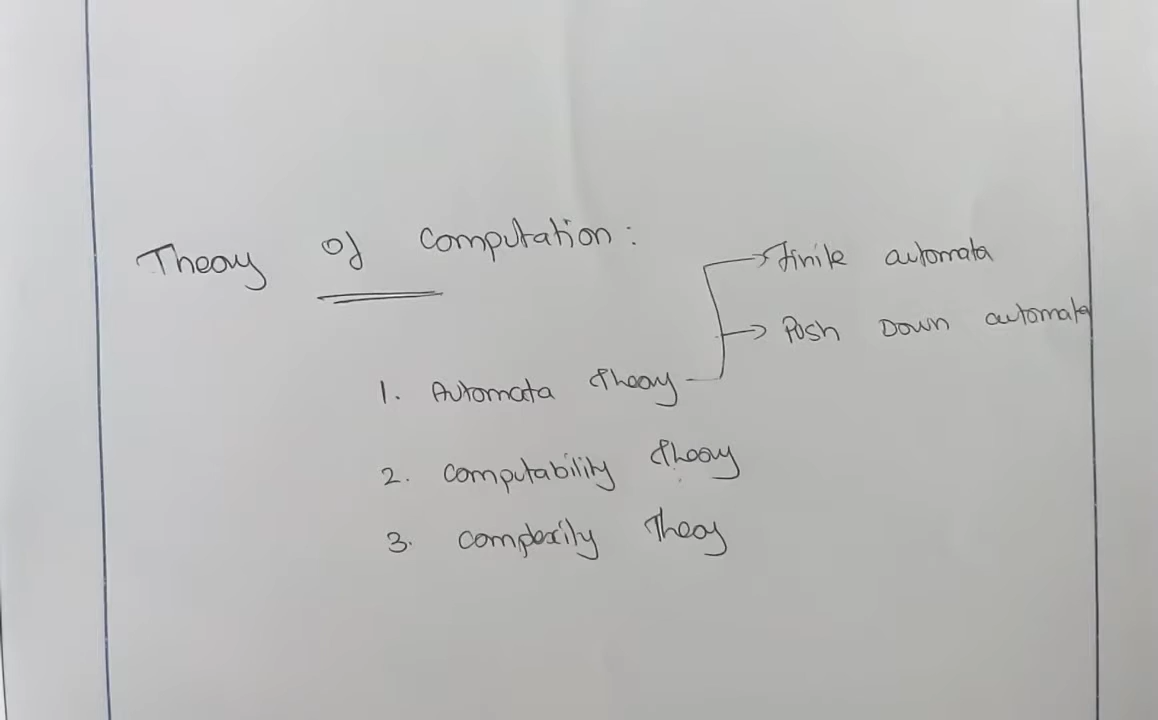 Theory of Computation:
Finite automata
Push Down automata
1. Automata theory
2. Computability theory
3. Complexity Theory